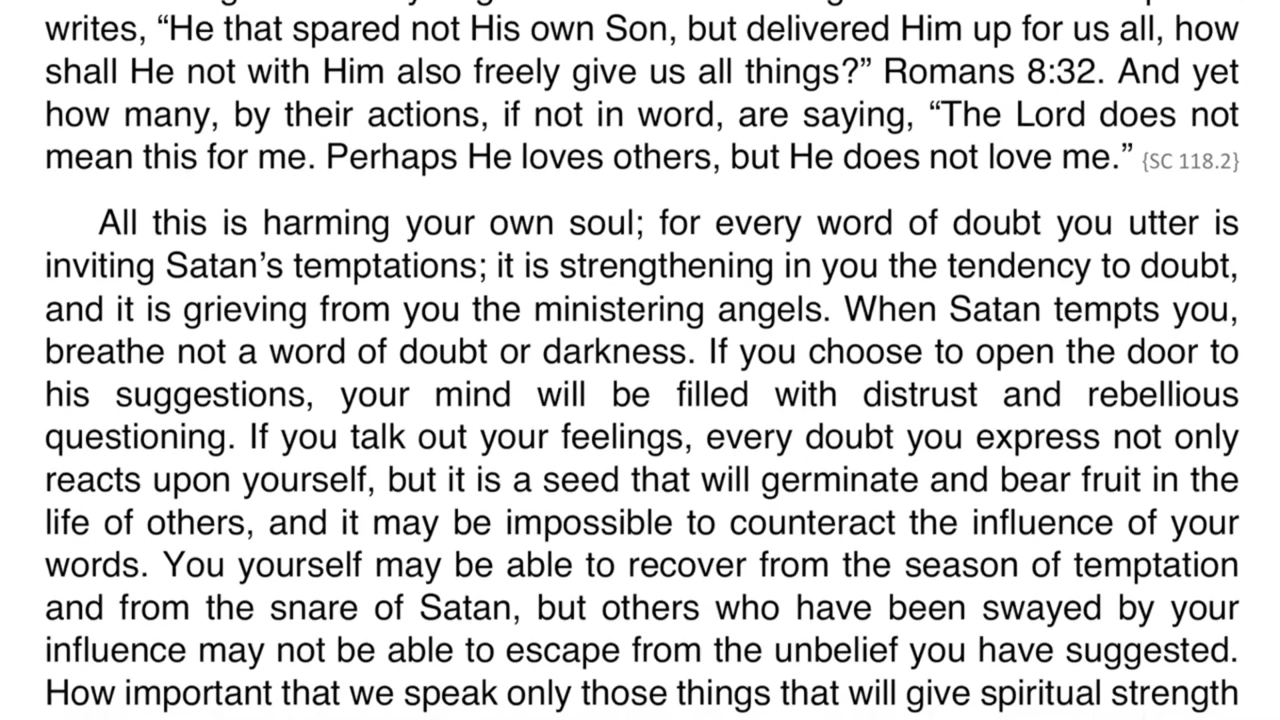 writes, “He that spared not His own Son, but delivered Him up for us all, how
shall He not with Him also freely give us all things?” Romans 8:32. And yet
how many, by their actions, if not in word, are saying, “The Lord does not
mean this for me. Perhaps He loves others, but He does not love me.” {SC 118.2}
All this is harming your own soul; for every word of doubt you utter is
inviting Satan’s temptations; it is strengthening in you the tendency to doubt,
and it is grieving from you the ministering angels. When Satan tempts you,
breathe not a word of doubt or darkness. If you choose to open the door to
his suggestions, your mind will be filled with distrust and rebellious
questioning. If you talk out your feelings, every doubt you express not only
reacts upon yourself, but it is a seed that will germinate and bear fruit in the
life of others, and it may be impossible to counteract the influence of your
words. You yourself may be able to recover from the season of temptation
and from the snare of Satan, but others who have been swayed by your
influence may not be able to escape from the unbelief you have suggested.
How important that we speak only those things that will give spiritual strength